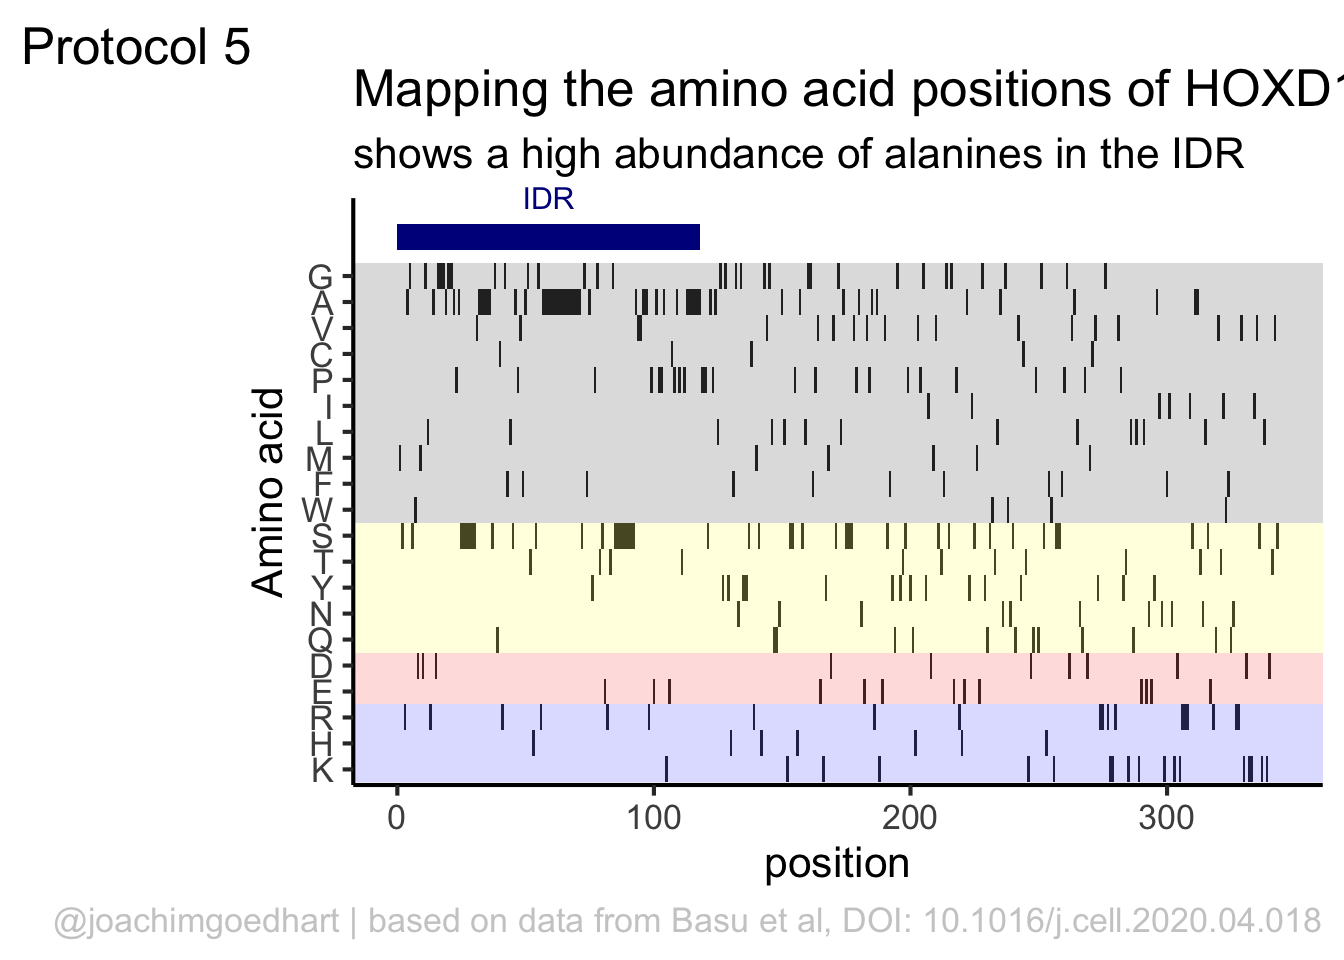 Protocol 5
Mapping the amino acid positions of HOXD1
shows a high abundance of alanines in the IDR
IDR
G
A
V
C
P
I
L
M
F
W
S
T
Y
N
Q
D
E
R
H
K
Amino acid
0 100 200 300
position
@joachimgoedhart | based on data from Basu et al, DOI: 10.1016/j.cell.2020.04.018